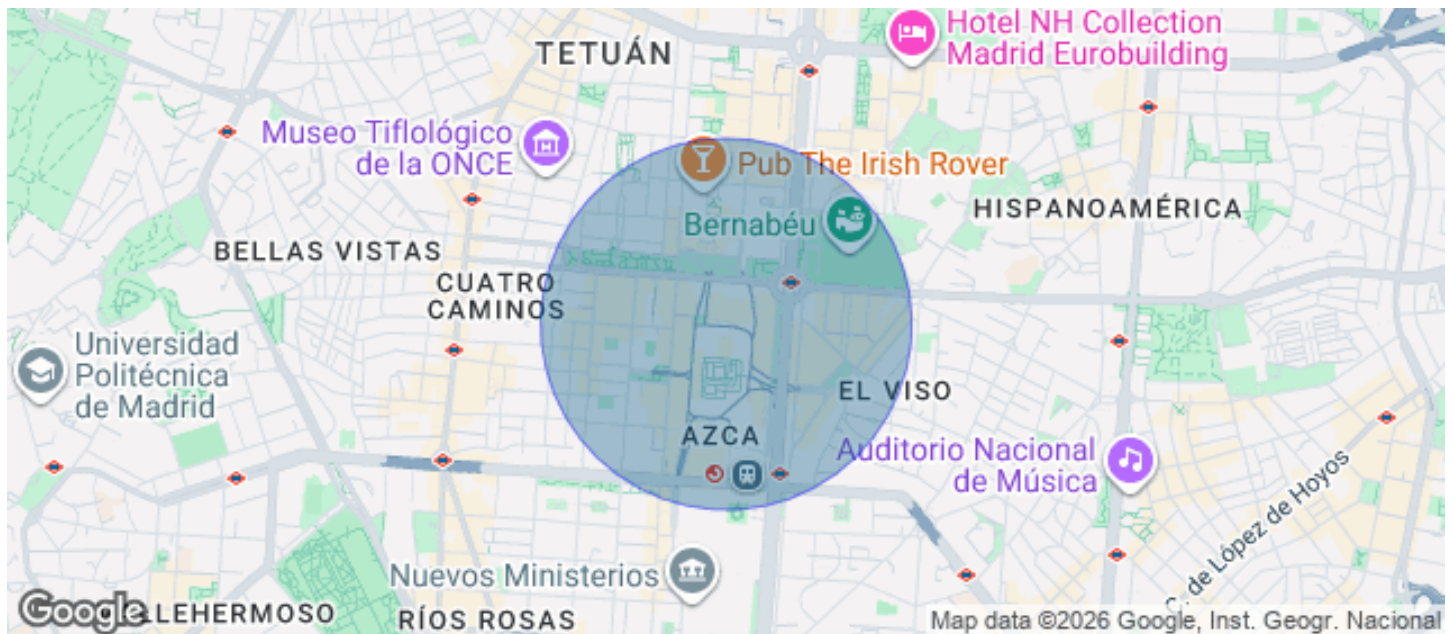 Hotel NH Collection
Madrid Eurobuilding
TETUÁN
Museo Tiflológico
de la ONCE
Pub The Irish Rover
HISPANOAMÉRICA
Bernabéu
BELLAS VISTAS
CUATRO
CAMINOS
Universidad
Politécnica
de Madrid
EL VISO
AZCA
Auditorio Nacional
de Música
C. de López de Hoyos
Nuevos Ministerios
RÍOS ROSAS
Google
Map data ©2026 Google, Inst. Geogr. Nacional